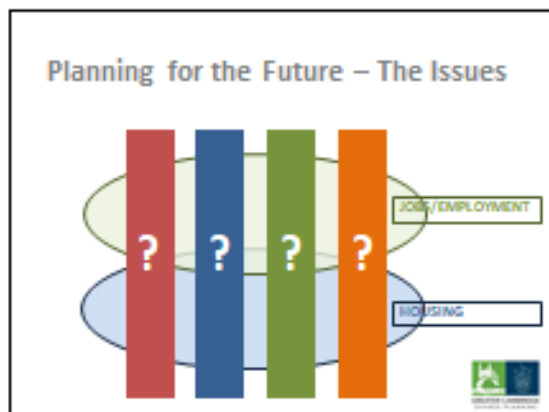 Planning for the Future – The Issues
JOBS/EMPLOYMENT
? ? ? ?
HOUSING